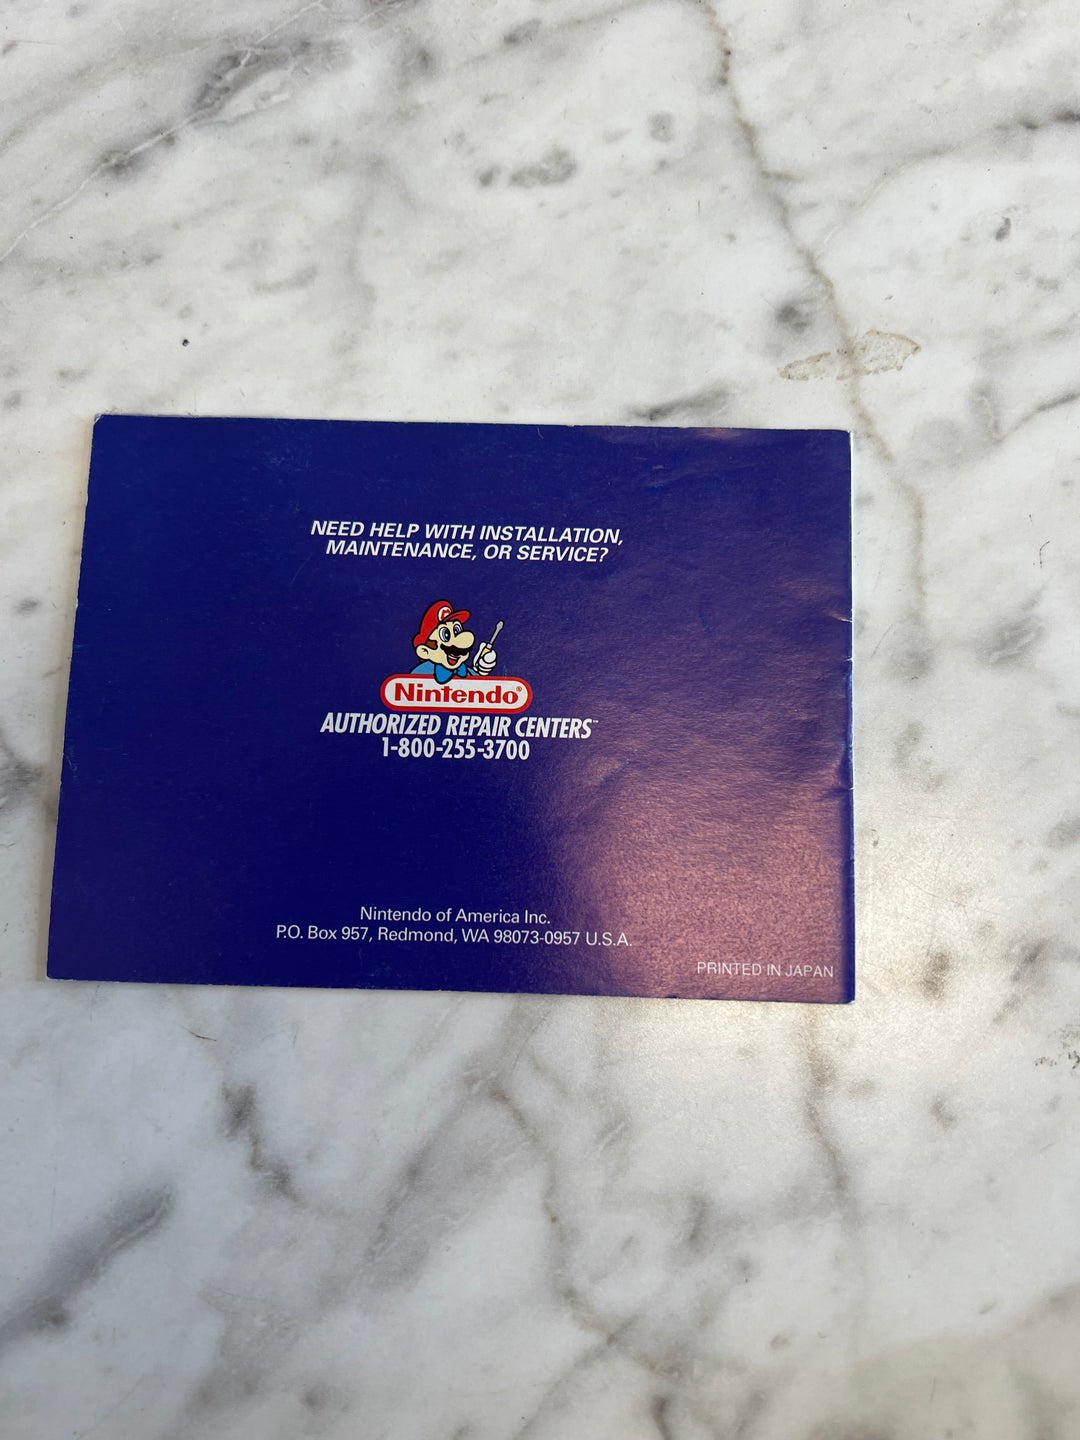 NEED HELP WITH INSTALLATION,
MAINTENANCE, OR SERVICE?
M
Nintendo®
AUTHORIZED REPAIR CENTERS™
1-800-255-3700
Nintendo of America Inc.
P.O. Box 957, Redmond, WA 98073-0957 U.S.A.
PRINTED IN JAPAN